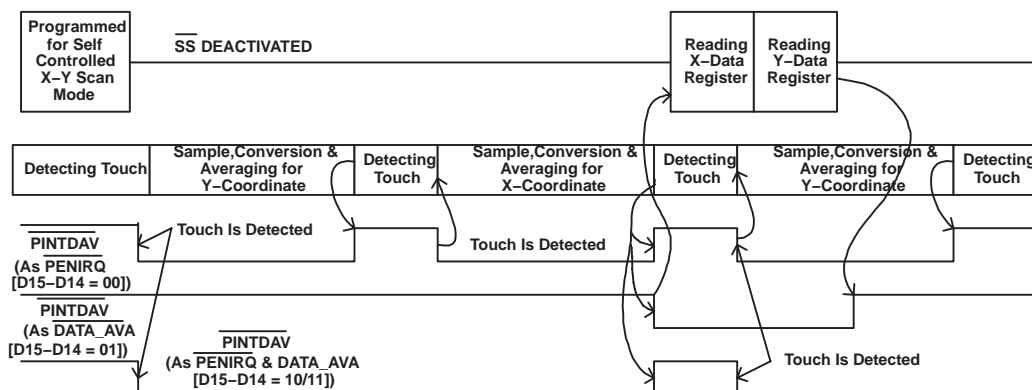 Programmed
for Self
Controlled
X−Y Scan
Mode
SS DEACTIVATED
Reading
X−Data
Register
Reading
Y−Data
Register
Detecting Touch
Sample,Conversion &
Averaging for
Y−Coordinate
Detecting
Touch
Sample,Conversion &
Averaging for
X−Coordinate
Detecting
Touch
Sample,Conversion &
Averaging for
Y−Coordinate
Detecting
Touch
PINTDAV
(As PENIRQ
[D15−D14 = 00])
Touch Is Detected
Touch Is Detected
PINTDAV
(As DATA_AVA
[D15−D14 = 01])
PINTDAV
(As PENIRQ & DATA_AVA
[D15−D14 = 10/11])
Touch Is Detected